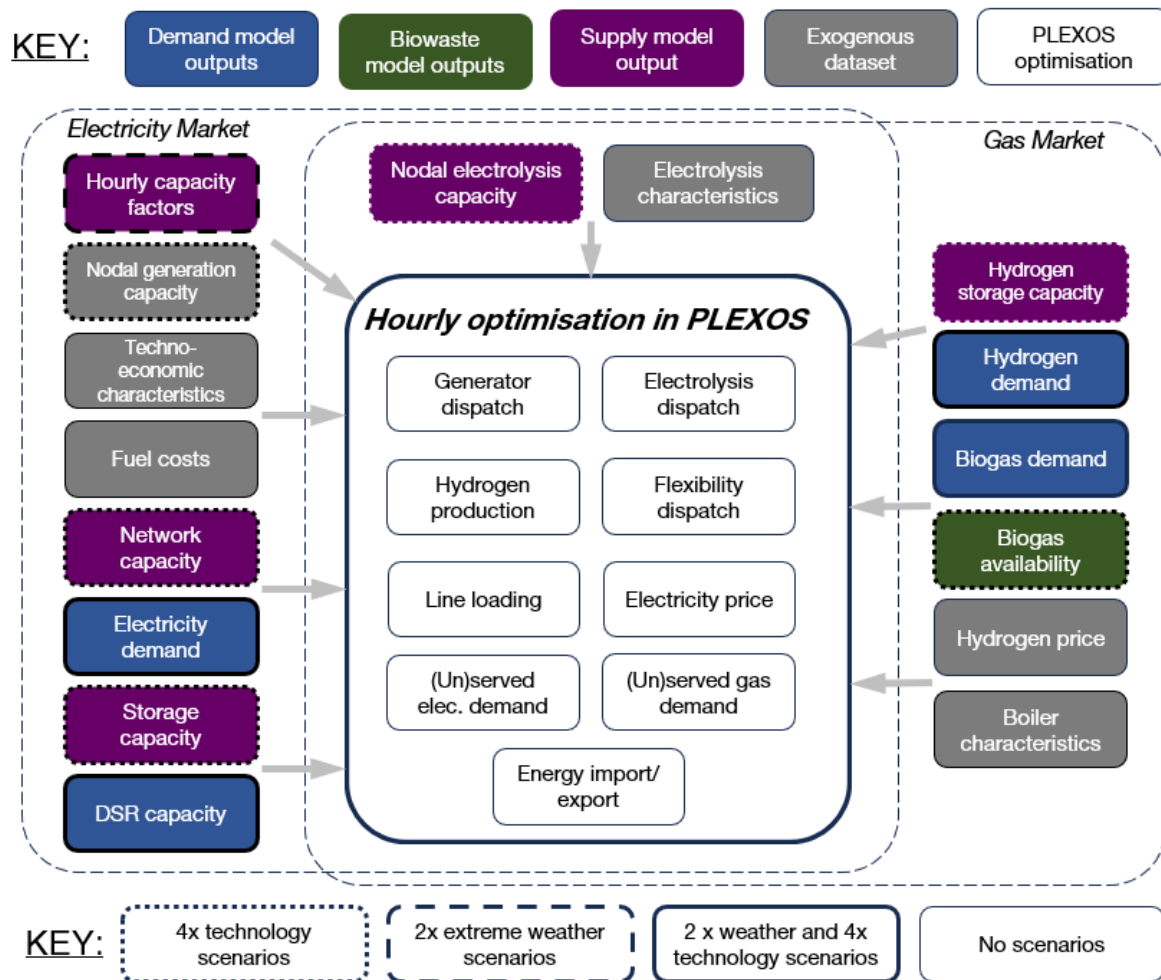 KEY:
Demand model
outputs
Biowaste
model outputs
Supply model
output
Exogenous
dataset
PLEXOS
optimisation
Electricity Market
Gas Market
Hourly capacity
factors
Nodal generation
capacity
Techno-
economic
characteristics
Fuel costs
Network
capacity
Electricity
demand
Storage
capacity
DSR capacity
Nodal electrolysis
capacity
Electrolysis
characteristics
Hourly optimisation in PLEXOS
Generator
dispatch
Electrolysis
dispatch
Hydrogen
production
Flexibility
dispatch
Line loading
Electricity price
(Un)served
elec. demand
(Un)served gas
demand
Energy import/
export
Hydrogen
storage capacity
Hydrogen
demand
Biogas demand
Biogas
availability
Hydrogen price
Boiler
characteristics
KEY:
4x technology
scenarios
2x extreme weather
scenarios
2 x weather and 4x
technology scenarios
No scenarios